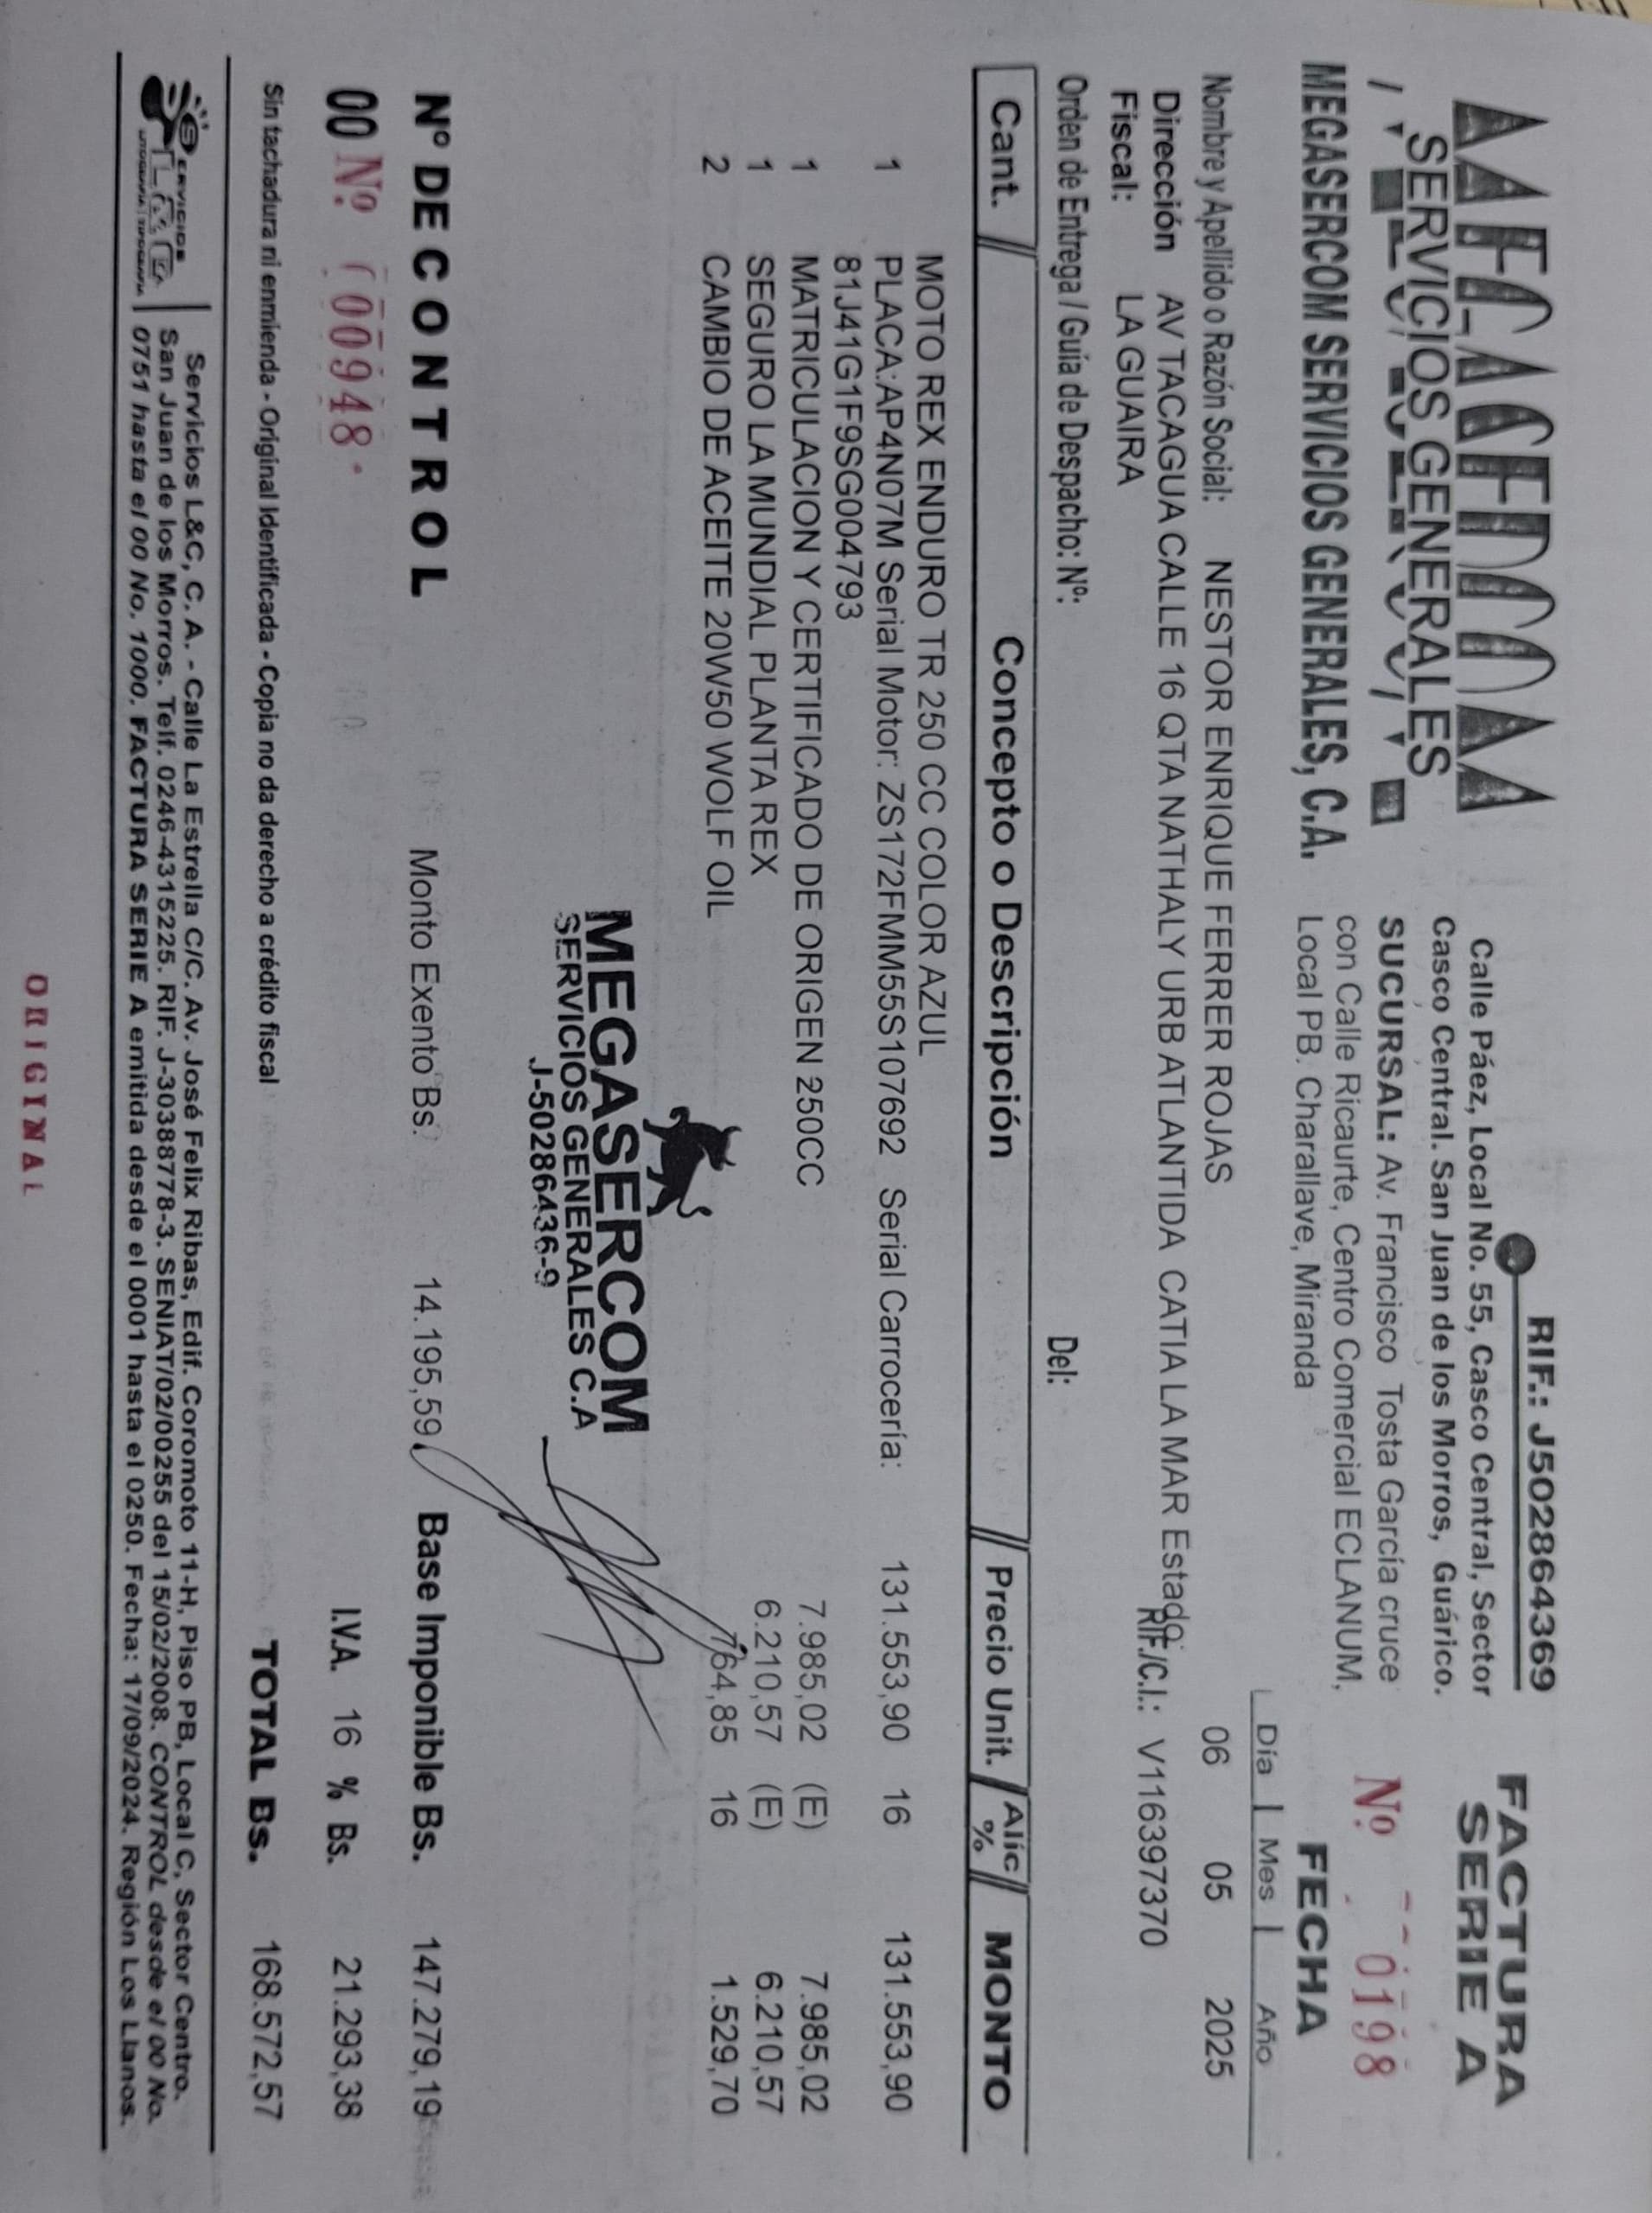 SERVICIOS GENERALES
MEGASERCOM SERVICIOS GENERALES, C.A.
RIF.: J502864369
Calle Páez, Local No. 55, Casco Central, Sector
Casco Central. San Juan de los Morros, Guárico.
SUCURSAL: Av. Francisco Tosta García cruce
con Calle Ricaurte, Centro Comercial ECLANUM,
Local PB. Charallave, Miranda
FACTURA
SERIE A
Nº 0198
FECHA
Día Mes Año
06 05 2025
Nombre y Apellido o Razón Social: NESTOR ENRIQUE FERRER ROJAS
Dirección AV TACAGUA CALLE 16 QTA NATHALY URB ATLANTIDA CATIA LA MAR Estado:
Fiscal: LA GUAIRA
RIF./C.I.: V116397370
Orden de Entrega / Guía de Despacho: Nº: Del:
Cant. Concepto o Descripción Precio Unit. Alíc % MONTO
MOTO REX ENDURO TR 250 CC COLOR AZUL
1 PLACA:AP4N07M Serial Motor: ZS172FMM55S107692 Serial Carrocería: 131.553,90 16 131.553,90
81J41G1F9SG004793
1 MATRICULACION Y CERTIFICADO DE ORIGEN 250CC 7.985,02 (E) 7.985,02
1 SEGURO LA MUNDIAL PLANTA REX 6.210,57 (E) 6.210,57
2 CAMBIO DE ACEITE 20W50 WOLF OIL 764,85 16 1.529,70
MEGASERCOM
SERVICIOS GENERALES C.A
J-50286436-9
Nº DE CONTROL
00 Nº 000948
Monto Exento Bs. 14.195,59
Base Imponible Bs. 147.279,19
I.V.A. 16 % Bs. 21.293,38
TOTAL Bs. 168.572,57
Sin tachadura ni enmienda - Original Identificada - Copia no da derecho a crédito fiscal
Servicios L&C, C. A. - Calle La Estrella C/C. Av. José Felix Ribas, Edif. Coromoto 11-H, Piso PB, Local C, Sector Centro.
San Juan de los Morros. Telf. 0246-4315225. RIF. J-30388778-3. SENIAT/02/00255 del 15/02/2008. CONTROL desde el 00 No.
0751 hasta el 00 No. 1000. FACTURA SERIE A emitida desde el 0001 hasta el 0250. Fecha: 17/09/2024. Región Los Llanos.
ORIGINAL